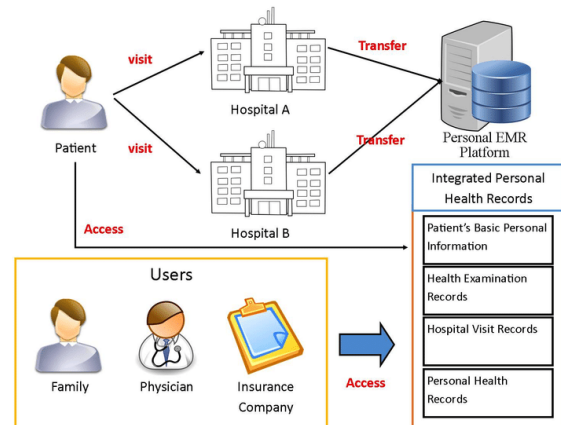 visit
Transfer
Hospital A
Patient
visit
Transfer
Personal EMR
Platform
Integrated Personal
Health Records
Hospital B
Access
Patient's Basic Personal
Information
Health Examination
Records
Hospital Visit Records
Personal Health
Records
Users
Family
Physician
Insurance
Company
Access